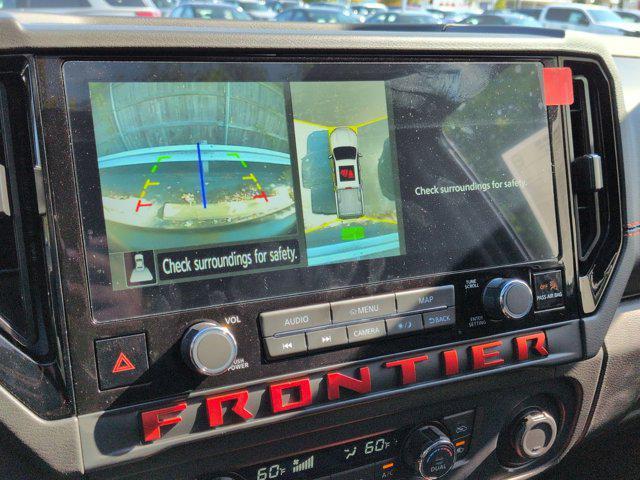 Check surroundings for safety.
Check surroundings for safety.
VOL
PUSH
POWER
AUDIO
MENU
MAP
CAMERA
BACK
TUNE
SCROLL
ENTER
SETTING
OFF
PASS AIR BAG
FRONTIER
60°F
60°F
A/C
DUAL